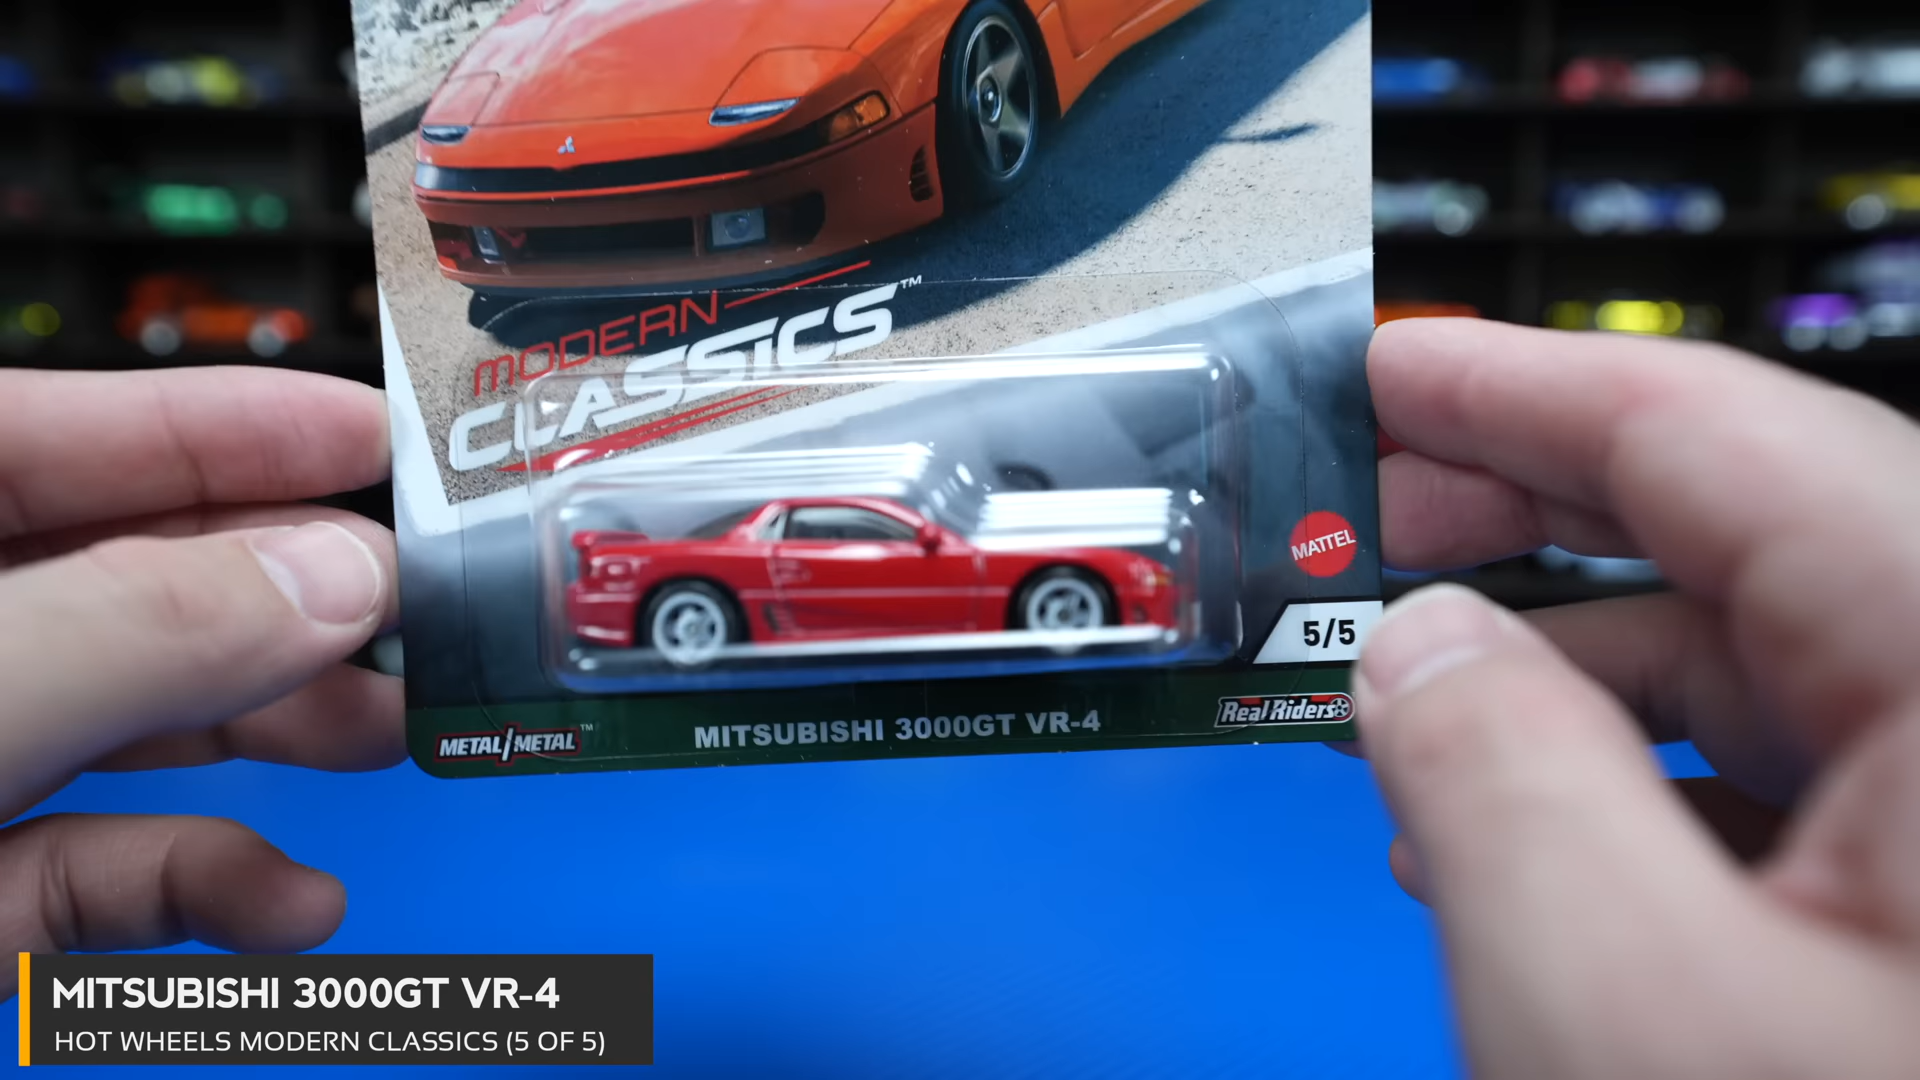 MODERN
CLASSICS™
MATTEL
5/5
METAL/METAL™
MITSUBISHI 3000GT VR-4
Real Riders
MITSUBISHI 3000GT VR-4
HOT WHEELS MODERN CLASSICS (5 OF 5)